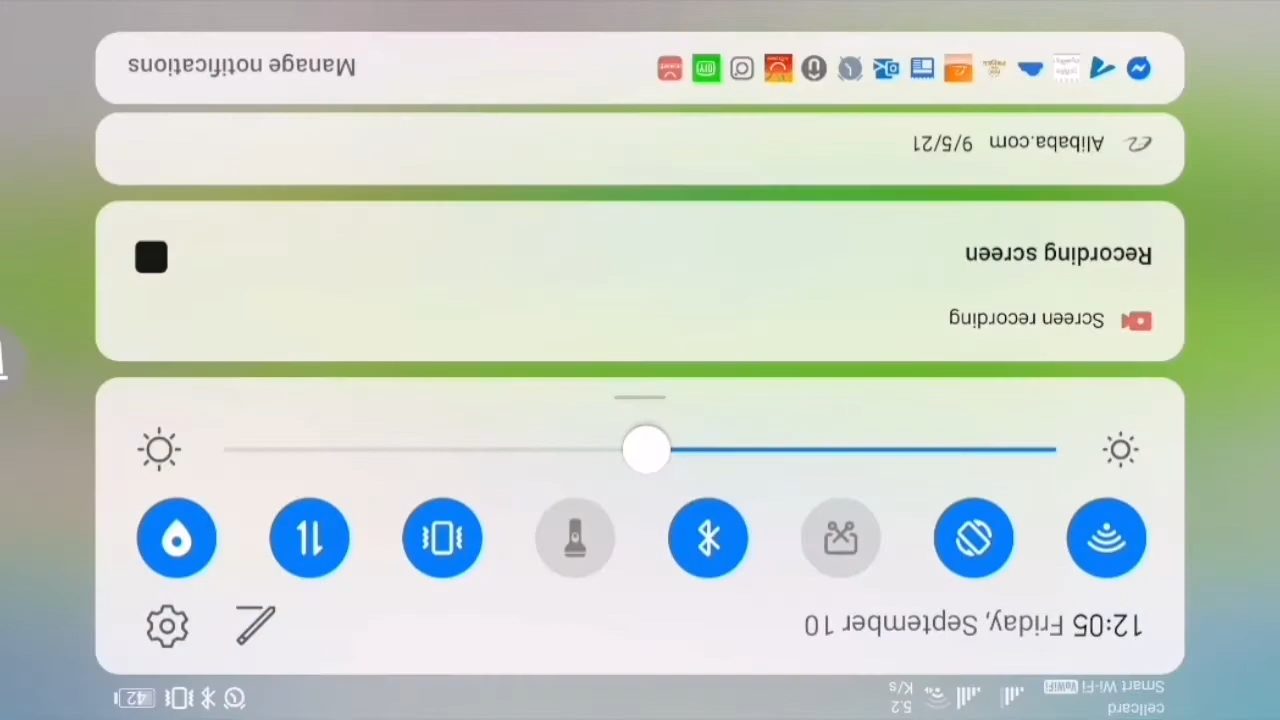 cellcard
Smart Wi-Fi VoWiFi
5.2 K/s
42
12:05 Friday, September 10
Screen recording
Recording screen
Alibaba.com 9/5/21
Manage notifications